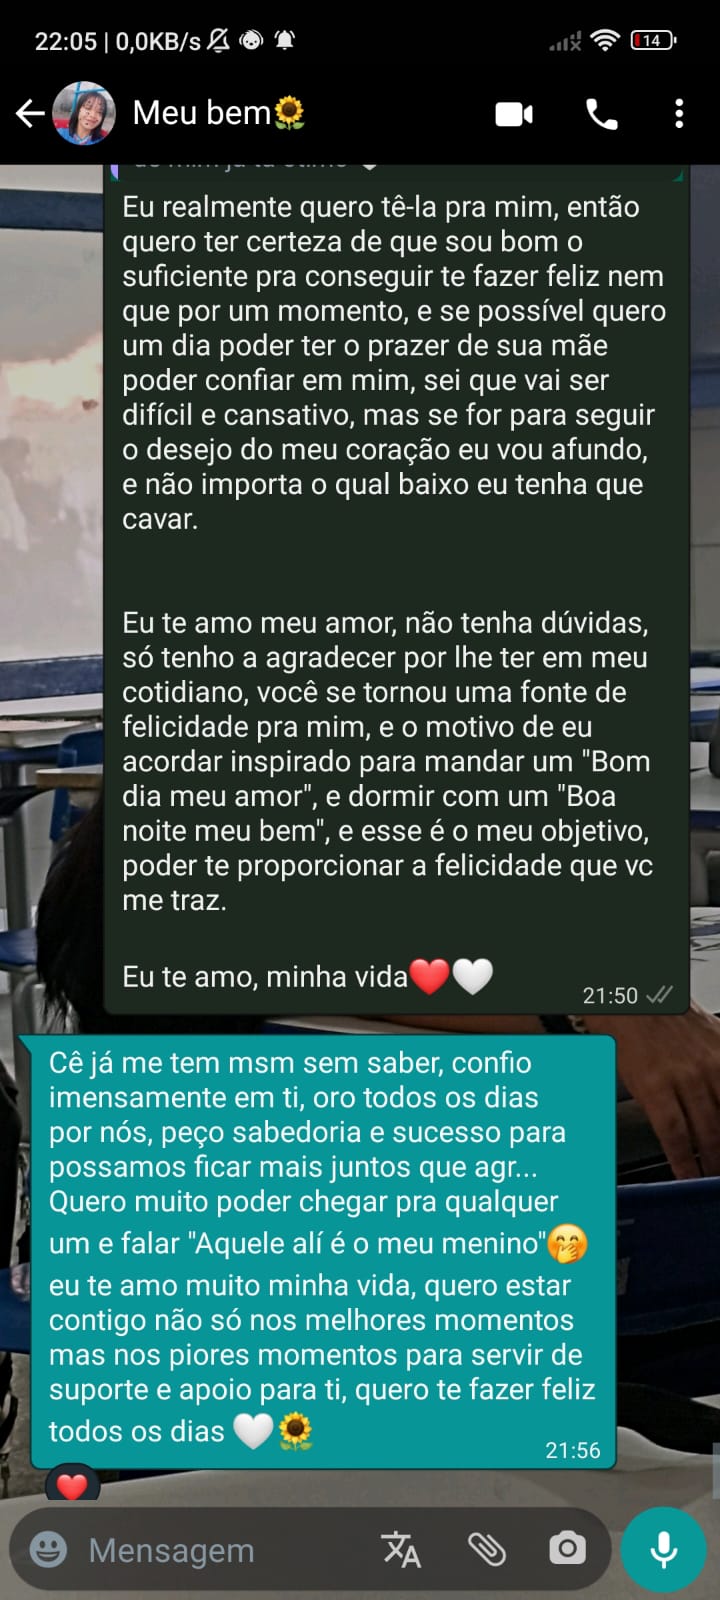 22:05 | 0,0KB/s
14
Meu bem🌻
Eu realmente quero tê-la pra mim, então
quero ter certeza de que sou bom o
suficiente pra conseguir te fazer feliz nem
que por um momento, e se possível quero
um dia poder ter o prazer de sua mãe
poder confiar em mim, sei que vai ser
difícil e cansativo, mas se for para seguir
o desejo do meu coração eu vou afundo,
e não importa o qual baixo eu tenha que
cavar.
Eu te amo meu amor, não tenha dúvidas,
só tenho a agradecer por lhe ter em meu
cotidiano, você se tornou uma fonte de
felicidade pra mim, e o motivo de eu
acordar inspirado para mandar um "Bom
dia meu amor", e dormir com um "Boa
noite meu bem", e esse é o meu objetivo,
poder te proporcionar a felicidade que vc
me traz.
Eu te amo, minha vida❤️🤍
21:50
Cê já me tem msm sem saber, confio
imensamente em ti, oro todos os dias
por nós, peço sabedoria e sucesso para
possamos ficar mais juntos que agr...
Quero muito poder chegar pra qualquer
um e falar "Aquele alí é o meu menino"🤭
eu te amo muito minha vida, quero estar
contigo não só nos melhores momentos
mas nos piores momentos para servir de
suporte e apoio para ti, quero te fazer feliz
todos os dias 🤍🌻
21:56
❤️
Mensagem